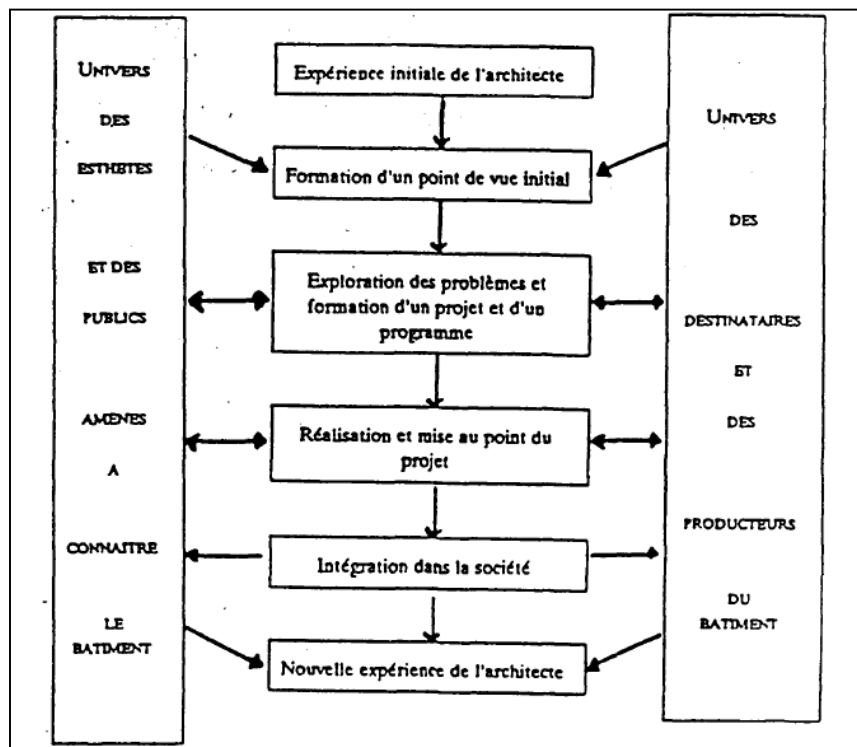 UNIVERS
DES
ESTHETES
ET DES
PUBLICS
AMENES
A
CONNAITRE
LE
BATIMENT
Expérience initiale de l'architecte
Formation d'un point de vue initial
Exploration des problèmes et
formation d'un projet et d'un
programme
Réalisation et mise au point du
projet
Intégration dans la société
Nouvelle expérience de l'architecte
UNIVERS
DES
DESTINATAIRES
ET
DES
PRODUCTEURS
DU
BATIMENT